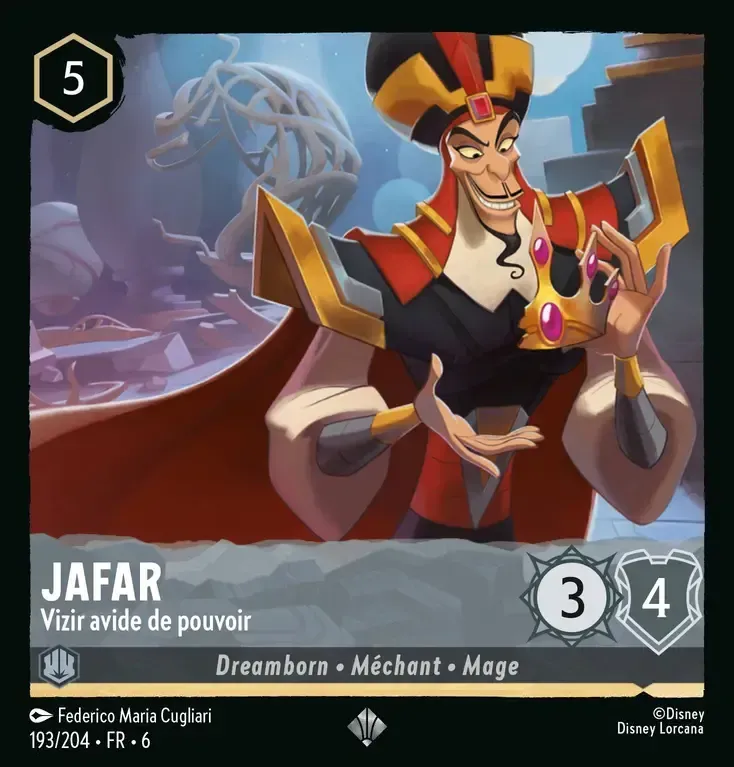 5
JAFAR
Vizir avide de pouvoir
3
4
Dreamborn • Méchant • Mage
Federico Maria Cugliari
©Disney
193/204 • FR • 6
Disney Lorcana